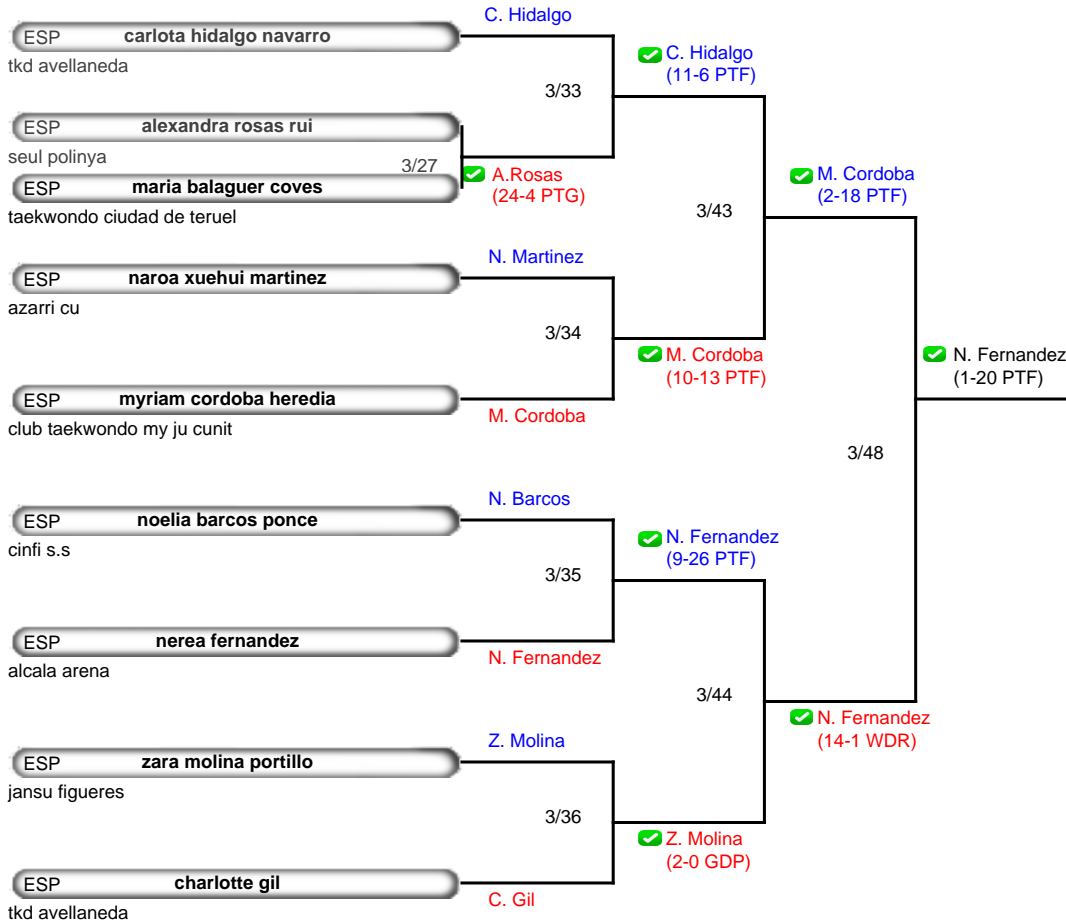 C. Hidalgo
ESP carlota hidalgo navarro
tkd avellaneda
C. Hidalgo
(11-6 PTF)
3/33
ESP alexandra rosas rui
seul polinya
3/27
A.Rosas
(24-4 PTG)
ESP maria balaguer coves
taekwondo ciudad de teruel
M. Cordoba
(2-18 PTF)
3/43
N. Martinez
ESP naroa xuehui martinez
azarri cu
3/34
M. Cordoba
(10-13 PTF)
N. Fernandez
(1-20 PTF)
ESP myriam cordoba heredia
club taekwondo my ju cunit
M. Cordoba
3/48
N. Barcos
ESP noelia barcos ponce
cinfi s.s
N. Fernandez
(9-26 PTF)
3/35
ESP nerea fernandez
alcala arena
N. Fernandez
3/44
N. Fernandez
(14-1 WDR)
Z. Molina
ESP zara molina portillo
jansu figueres
3/36
Z. Molina
(2-0 GDP)
ESP charlotte gil
tkd avellaneda
C. Gil